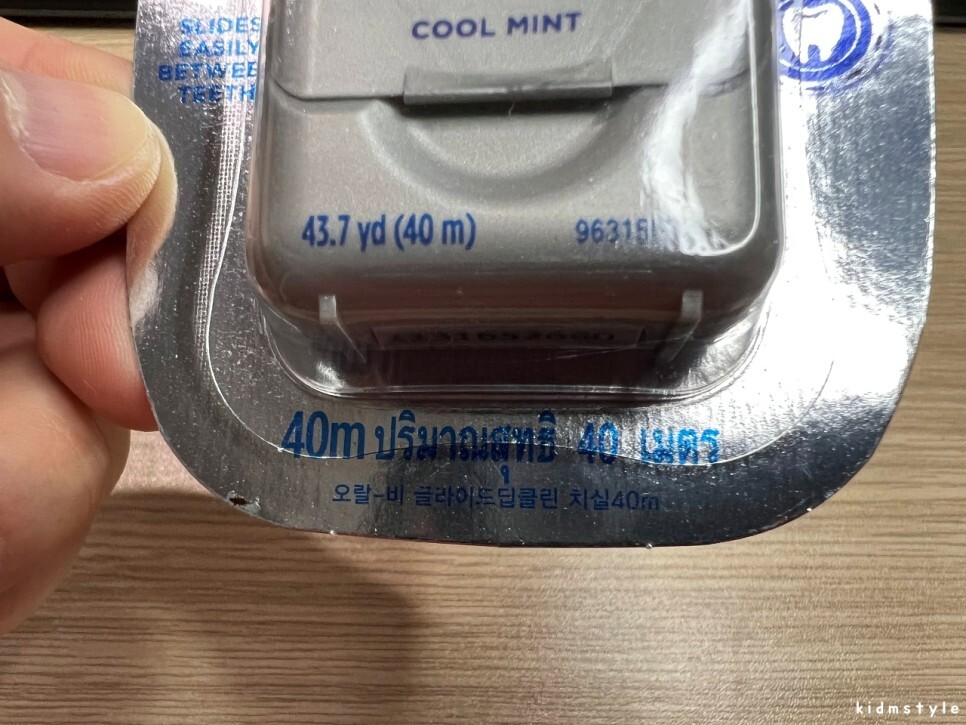 COOL MINT
SLIDES
EASILY
BETWEE
TEETH
43.7 yd (40 m)
40m ปริมาณสุทธิ 40 เมตร
오랄-비 글라이드딥클린 치실40m
kidmstyle